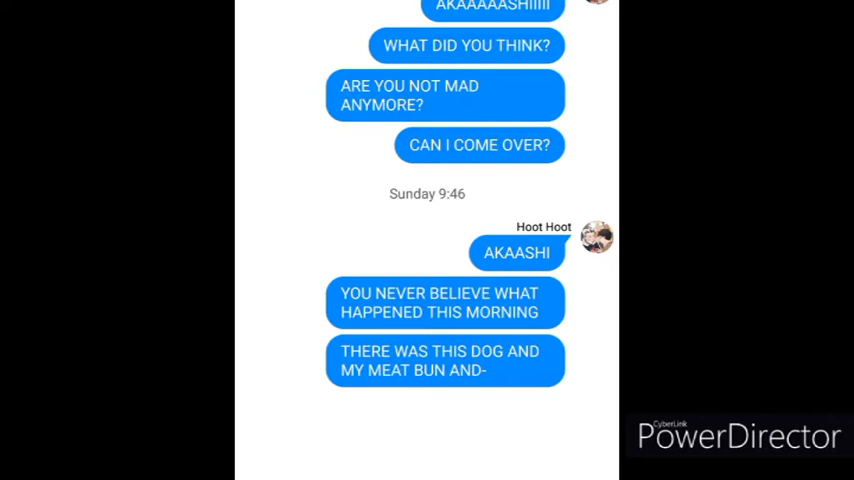 AKAAAAASHIIIII
WHAT DID YOU THINK?
ARE YOU NOT MAD
ANYMORE?
CAN I COME OVER?
Sunday 9:46
Hoot Hoot
AKAASHI
YOU NEVER BELIEVE WHAT
HAPPENED THIS MORNING
THERE WAS THIS DOG AND
MY MEAT BUN AND-
CyberLink
PowerDirector